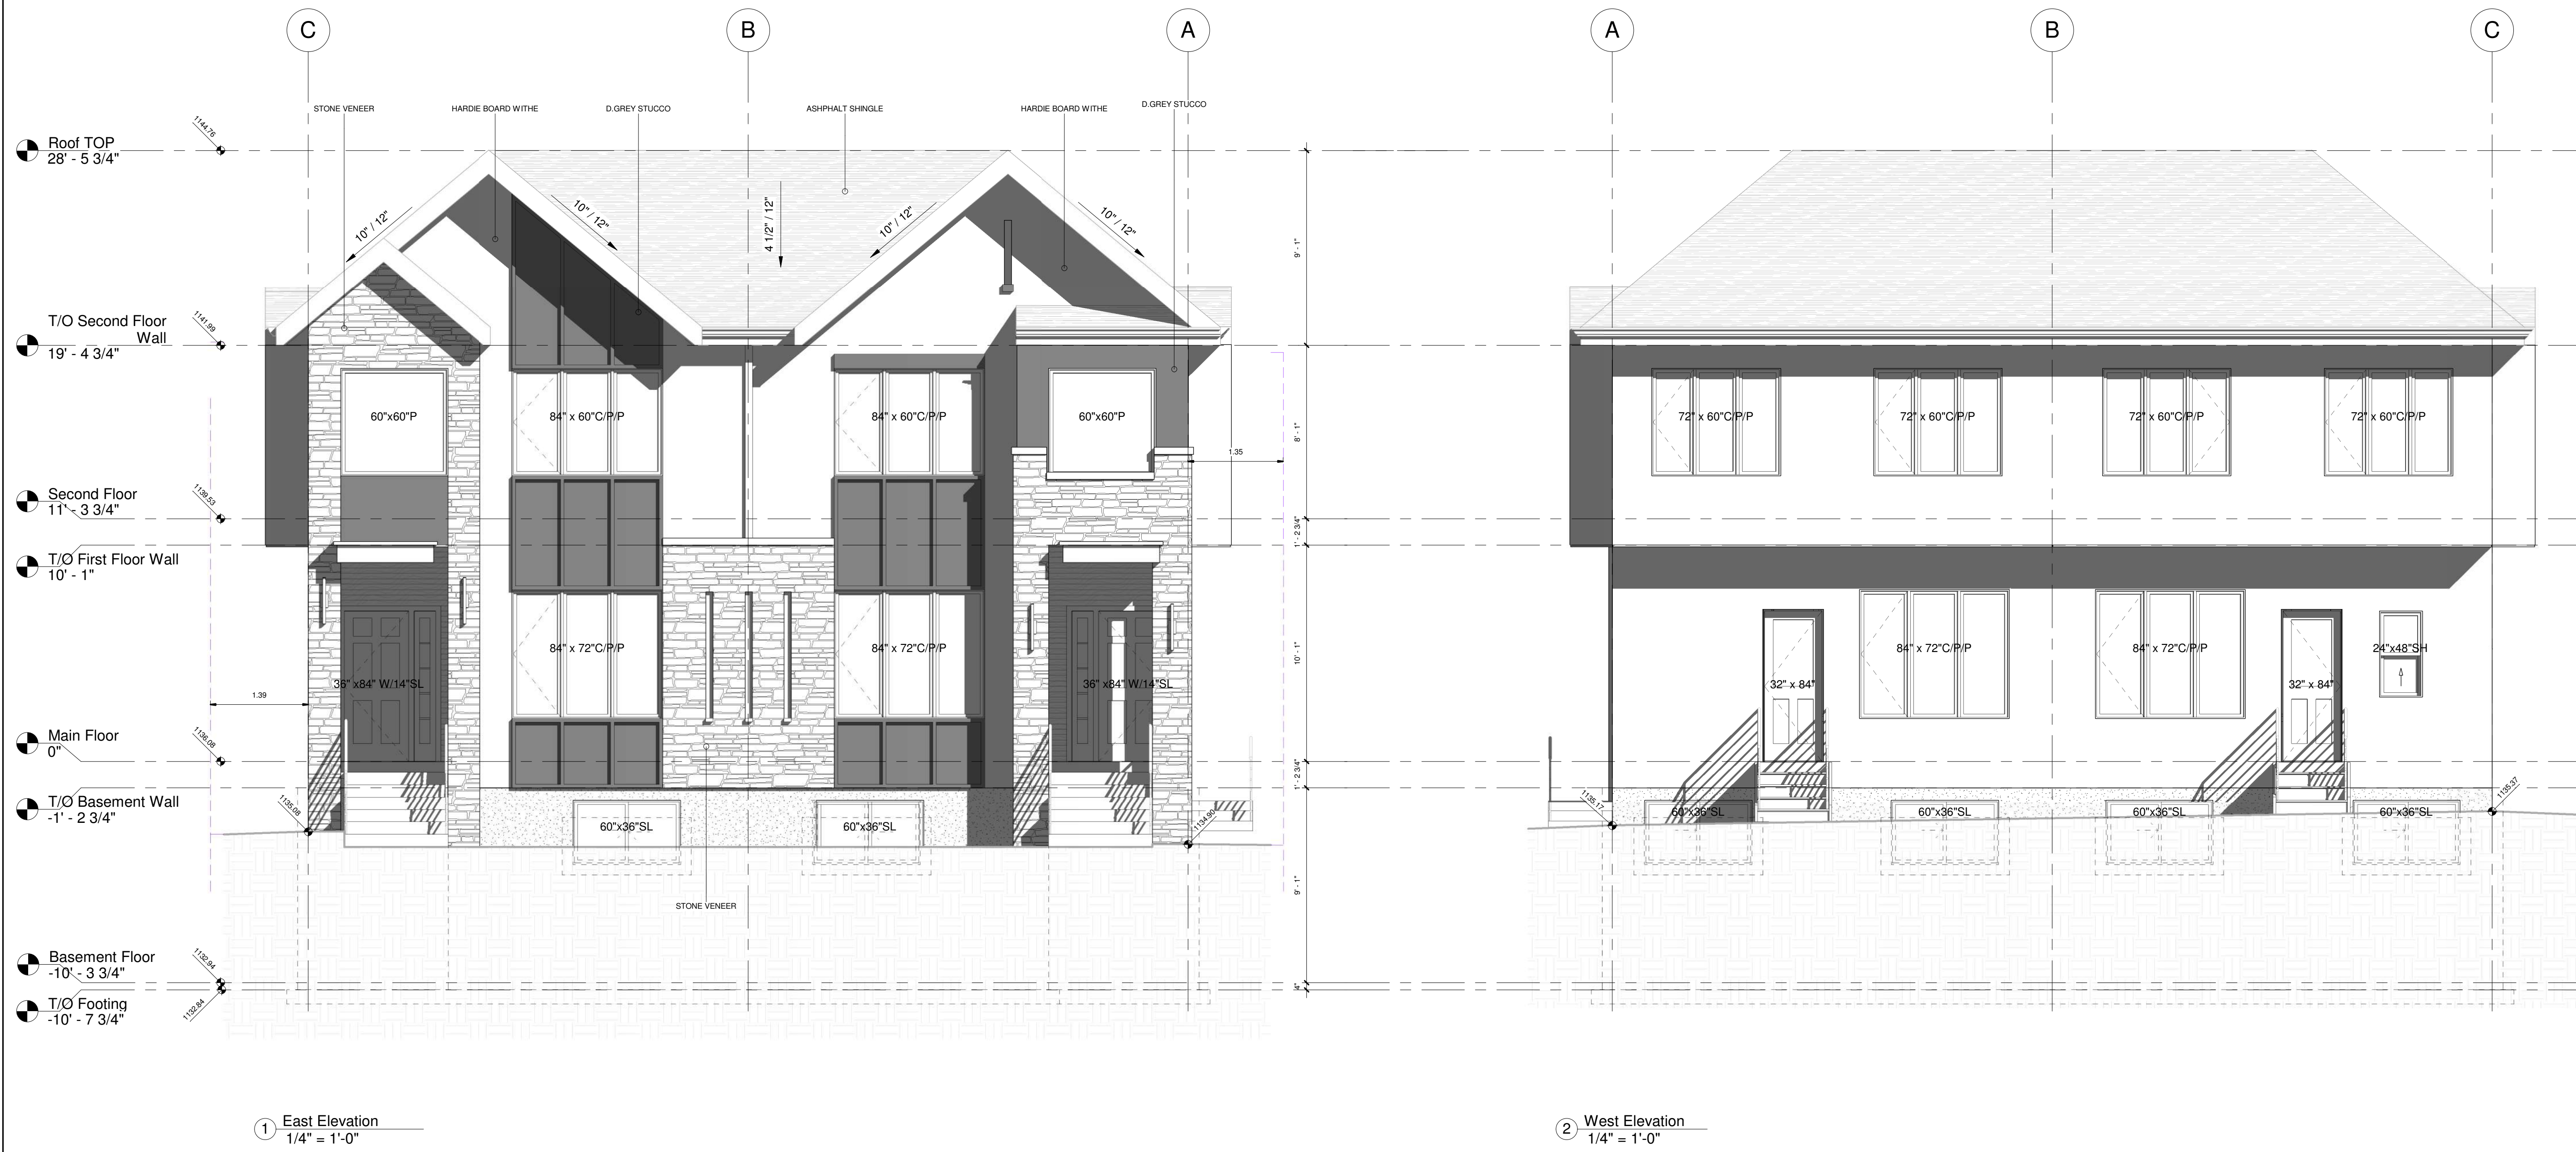 C
B
A
A
B
C
STONE VENEER
HARDIE BOARD WITHE
D.GREY STUCCO
ASHPHALT SHINGLE
HARDIE BOARD WITHE
D.GREY STUCCO
Roof TOP
28' - 5 3/4"
1144.76
10" / 12"
10" / 12"
4 1/2" / 12"
10" / 12"
10" / 12"
9' - 1"
T/O Second Floor
Wall
19' - 4 3/4"
1141.99
60"x60"P
84" x 60"C/P/P
84" x 60"C/P/P
60"x60"P
8' - 1"
1.35
72" x 60"C/P/P
72" x 60"C/P/P
72" x 60"C/P/P
72" x 60"C/P/P
Second Floor
11' - 3 3/4"
1139.53
1' - 2 3/4"
T/O First Floor Wall
10' - 1"
84" x 72"C/P/P
84" x 72"C/P/P
10' - 1"
84" x 72"C/P/P
84" x 72"C/P/P
24"x48"SH
36" x84" W/14"SL
36" x84" W/14"SL
32" x 84"
32" x 84"
1.39
Main Floor
0"
1136.08
1' - 2 3/4"
T/O Basement Wall
-1' - 2 3/4"
1135.08
60"x36"SL
60"x36"SL
1134.90
1135.17
60"x36"SL
60"x36"SL
60"x36"SL
60"x36"SL
1135.37
9' - 1"
STONE VENEER
Basement Floor
-10' - 3 3/4"
1132.94
4"
T/O Footing
-10' - 7 3/4"
1132.84
1
East Elevation
1/4" = 1'-0"
2
West Elevation
1/4" = 1'-0"